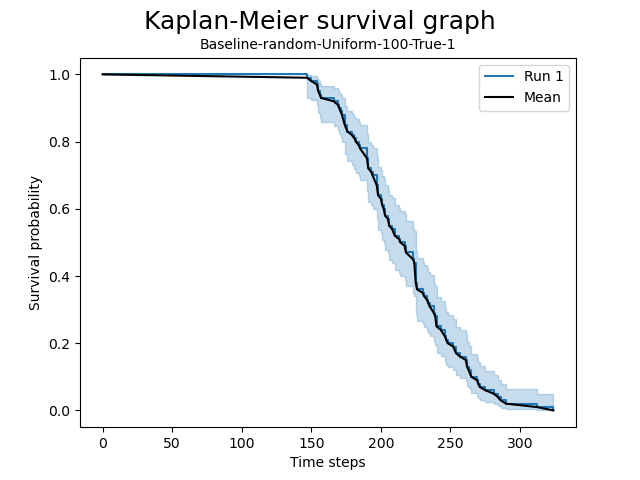 Kaplan-Meier survival graph
Baseline-random-Uniform-100-True-1
Run 1
Mean
Survival probability
1.0
0.8
0.6
0.4
0.2
0.0
0 50 100 150 200 250 300
Time steps